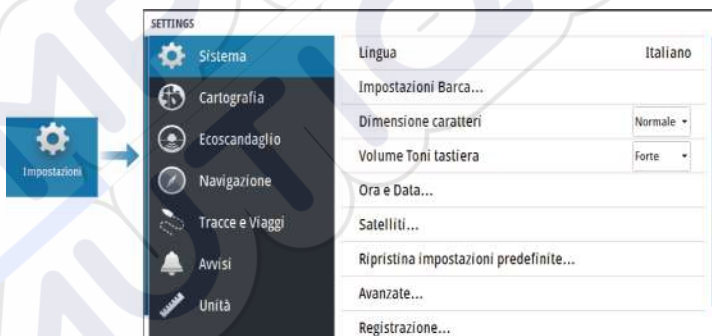 SETTINGS
Sistema
Cartografia
Ecoscandaglio
Navigazione
Tracce e Viaggi
Avvisi
Unità
Impostazioni
Lingua Italiano
Impostazioni Barca...
Dimensione caratteri Normale
Volume Toni tastiera Forte
Ora e Data...
Satelliti...
Ripristina impostazioni predefinite...
Avanzate...
Registrazione...